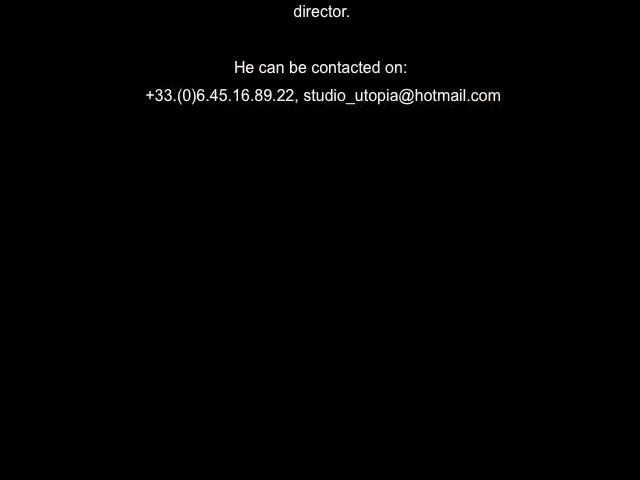 director.
He can be contacted on:
+33.(0)6.45.16.89.22, studio_utopia@hotmail.com